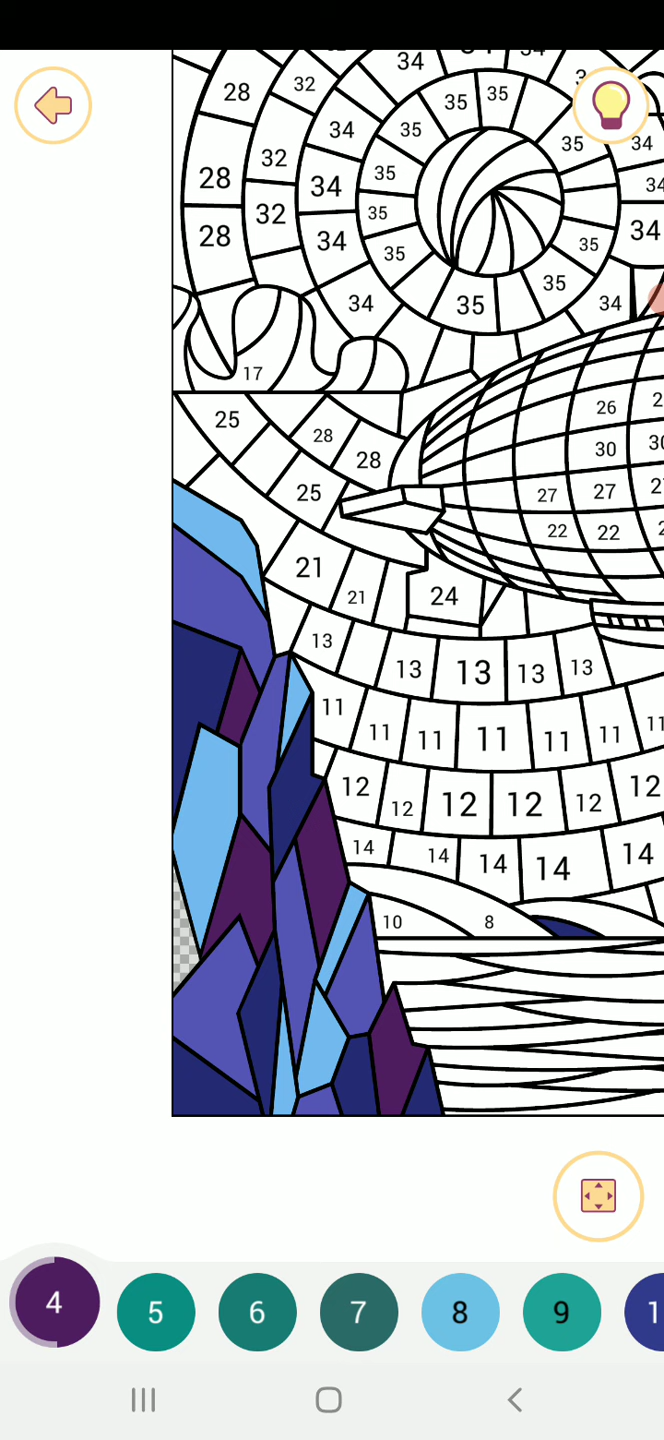 34 34
28 32 35 35
34 35 35 34
32 35 34
28 34 35
32 35 34
28 34 35 35
35
34 35 34
17
25 26
28 30
28
25 27 27
22 22
21
21 24
13
13 13 13 13
11
11 11 11 11 11
12 12
12 12 12 12
14 14 14 14 14
10 8
4 5 6 7 8 9